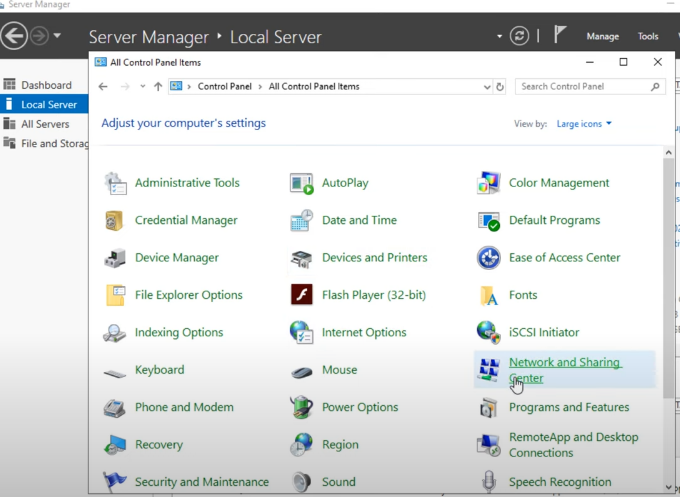 Server Manager
Server Manager • Local Server
Manage Tools
All Control Panel Items
Control Panel > All Control Panel Items
Search Control Panel
Dashboard
Local Server
All Servers
File and Storag
Adjust your computer's settings
View by: Large icons
Administrative Tools
AutoPlay
Color Management
Credential Manager
Date and Time
Default Programs
Device Manager
Devices and Printers
Ease of Access Center
File Explorer Options
Flash Player (32-bit)
Fonts
Indexing Options
Internet Options
iSCSI Initiator
Keyboard
Mouse
Network and Sharing
Center
Phone and Modem
Power Options
Programs and Features
Recovery
Region
RemoteApp and Desktop
Connections
Security and Maintenance
Sound
Speech Recognition